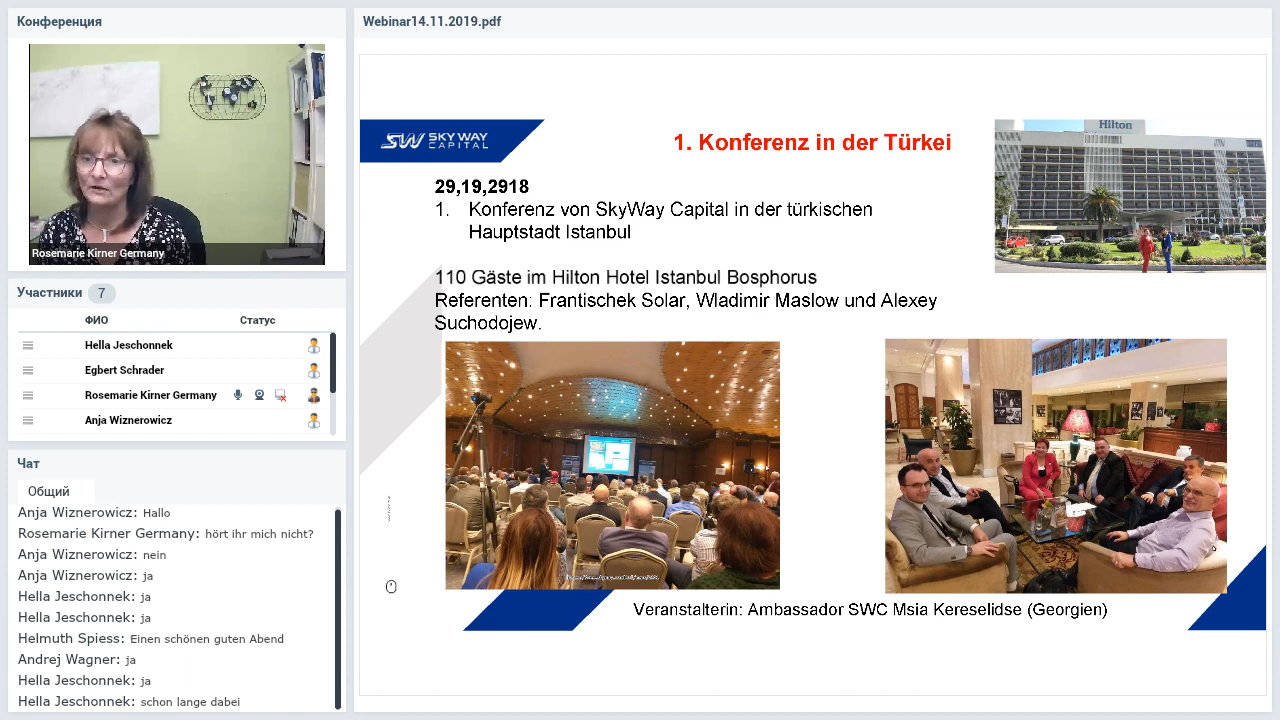 Конференция
Rosemarie Kirner Germany
Участники 7
ФИО Статус
Hella Jeschonnek
Egbert Schrader
Rosemarie Kirner Germany
Anja Wiznerowicz
Чат
Общий
Anja Wiznerowicz: Hallo
Rosemarie Kirner Germany: hört ihr mich nicht?
Anja Wiznerowicz: nein
Anja Wiznerowicz: ja
Hella Jeschonnek: ja
Hella Jeschonnek: ja
Helmuth Spiess: Einen schönen guten Abend
Andrej Wagner: ja
Hella Jeschonnek: ja
Hella Jeschonnek: schon lange dabei
Webinar14.11.2019.pdf
SW SKY WAY
CAPITAL
1. Konferenz in der Türkei
Hilton
29,19,2918
1. Konferenz von SkyWay Capital in der türkischen
Hauptstadt Istanbul
110 Gäste im Hilton Hotel Istanbul Bosphorus
Referenten: Frantischek Solar, Wladimir Maslow und Alexey
Suchodojew.
Veranstalterin: Ambassador SWC Msia Kereselidse (Georgien)